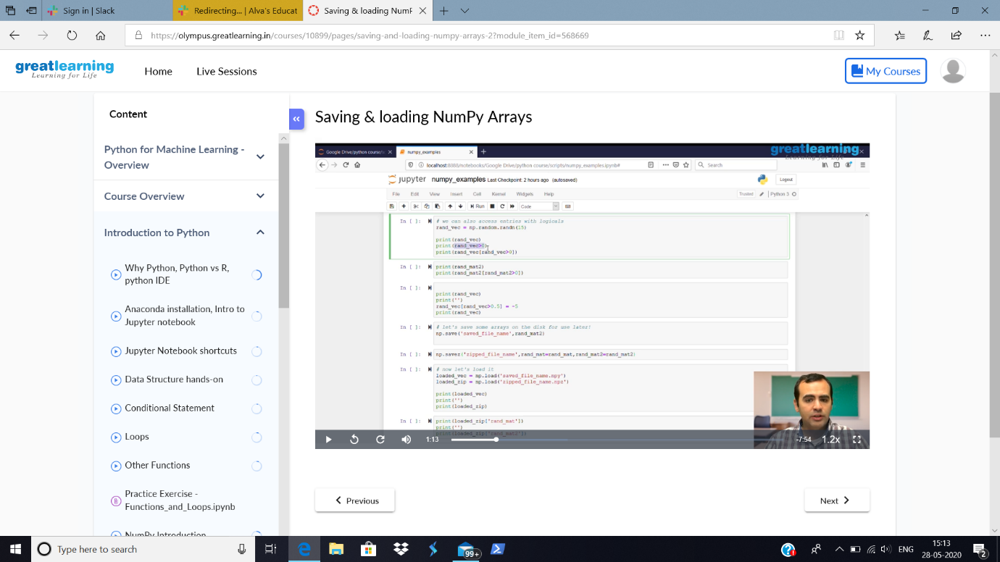 Sign in | Slack
Redirecting... | Alva's Educat
Saving & loading NumP
https://olympus.greatlearning.in/courses/10899/pages/saving-and-loading-numpy-arrays-2?module_item_id=568669
greatlearning
Learning for Life
Home
Live Sessions
My Courses
Content
Python for Machine Learning -
Overview
Course Overview
Introduction to Python
Why Python, Python vs R,
python IDE
Anaconda installation, Intro to
Jupyter notebook
Jupyter Notebook shortcuts
Data Structure hands-on
Conditional Statement
Loops
Other Functions
Practice Exercise -
Functions_and_Loops.ipynb
NumPy Introduction
Saving & loading NumPy Arrays
Google Drive/python course/
numpy_examples
greatlearning
Learning for Life
localhost:8888/notebooks/Google Drive/python course/scripts/numpy_examples.ipynb#
Search
jupyter numpy_examples Last Checkpoint: 2 hours ago (autosaved)
Logout
File Edit View Insert Cell Kernel Widgets Help
Trusted
Python 3
Run
Code
In [ ]: # we can also access entries with logicals
rand_vec = np.random.randn(15)
print(rand_vec)
print(rand_vec>0)
print(rand_vec[rand_vec>0])
In [ ]: print(rand_mat2)
print(rand_mat2[rand_mat2>0])
In [ ]:
print(rand_vec)
print('')
rand_vec[rand_vec>0.5] = -5
print(rand_vec)
In [ ]: # let's save some arrays on the disk for use later!
np.save('saved_file_name',rand_mat2)
In [ ]: np.savez('zipped_file_name',rand_mat=rand_mat,rand_mat2=rand_mat2)
In [ ]: # now let's load it
loaded_vec = np.load('saved_file_name.npy')
loaded_zip = np.load('zipped_file_name.npz')
print(loaded_vec)
print('')
print(loaded_zip)
In [ ]: print(loaded_zip['rand_mat'])
print('')
print(loaded_zip['rand_mat2'])
1:13
-7:54
1.2x
Previous
Next
Type here to search
99+
ENG
15:13
28-05-2020
2